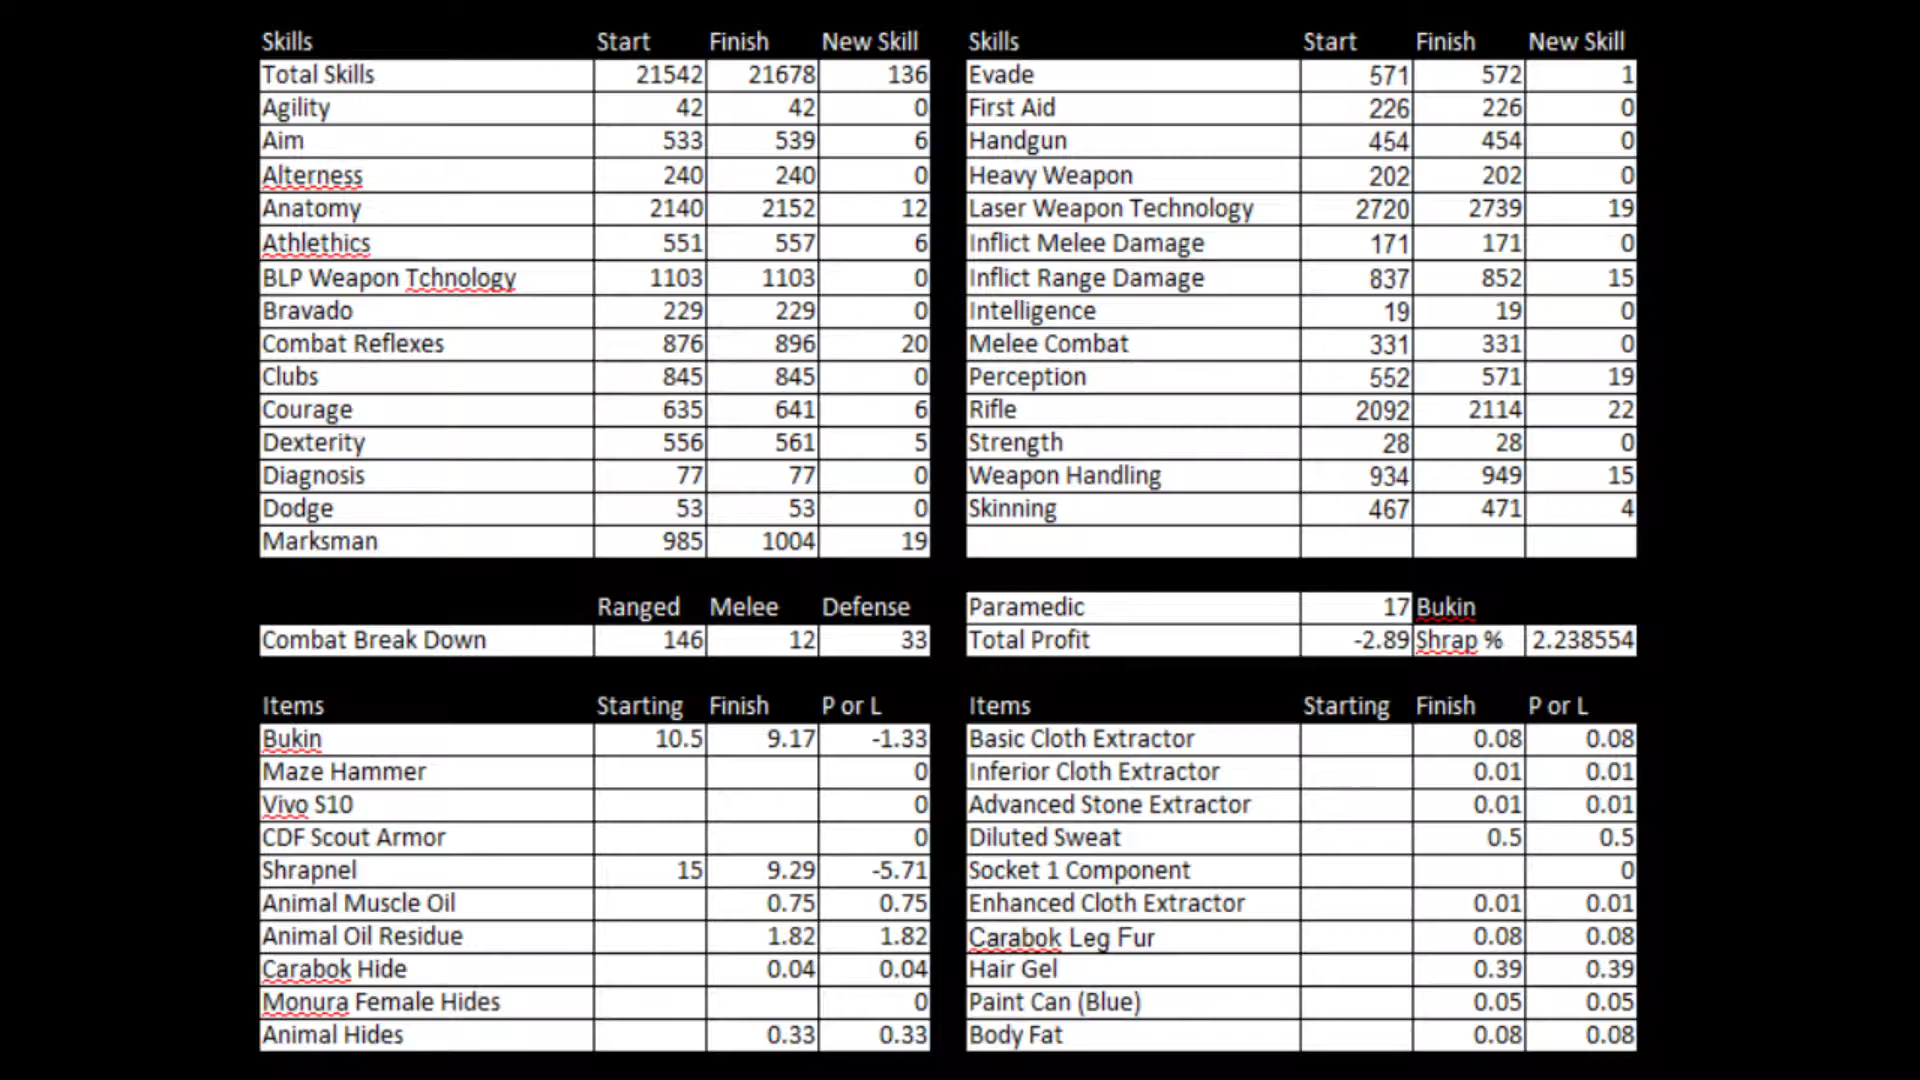 Skills Start Finish New Skill
Total Skills 21542 21678 136
Agility 42 42 0
Aim 533 539 6
Alterness 240 240 0
Anatomy 2140 2152 12
Athlethics 551 557 6
BLP Weapon Tchnology 1103 1103 0
Bravado 229 229 0
Combat Reflexes 876 896 20
Clubs 845 845 0
Courage 635 641 6
Dexterity 556 561 5
Diagnosis 77 77 0
Dodge 53 53 0
Marksman 985 1004 19
Skills Start Finish New Skill
Evade 571 572 1
First Aid 226 226 0
Handgun 454 454 0
Heavy Weapon 202 202 0
Laser Weapon Technology 2720 2739 19
Inflict Melee Damage 171 171 0
Inflict Range Damage 837 852 15
Intelligence 19 19 0
Melee Combat 331 331 0
Perception 552 571 19
Rifle 2092 2114 22
Strength 28 28 0
Weapon Handling 934 949 15
Skinning 467 471 4
Ranged Melee Defense
Combat Break Down 146 12 33
Paramedic 17 Bukin
Total Profit -2.89 Shrap % 2.238554
Items Starting Finish P or L
Bukin 10.5 9.17 -1.33
Maze Hammer 0
Vivo S10 0
CDF Scout Armor 0
Shrapnel 15 9.29 -5.71
Animal Muscle Oil 0.75 0.75
Animal Oil Residue 1.82 1.82
Carabok Hide 0.04 0.04
Monura Female Hides 0
Animal Hides 0.33 0.33
Items Starting Finish P or L
Basic Cloth Extractor 0.08 0.08
Inferior Cloth Extractor 0.01 0.01
Advanced Stone Extractor 0.01 0.01
Diluted Sweat 0.5 0.5
Socket 1 Component 0
Enhanced Cloth Extractor 0.01 0.01
Carabok Leg Fur 0.08 0.08
Hair Gel 0.39 0.39
Paint Can (Blue) 0.05 0.05
Body Fat 0.08 0.08